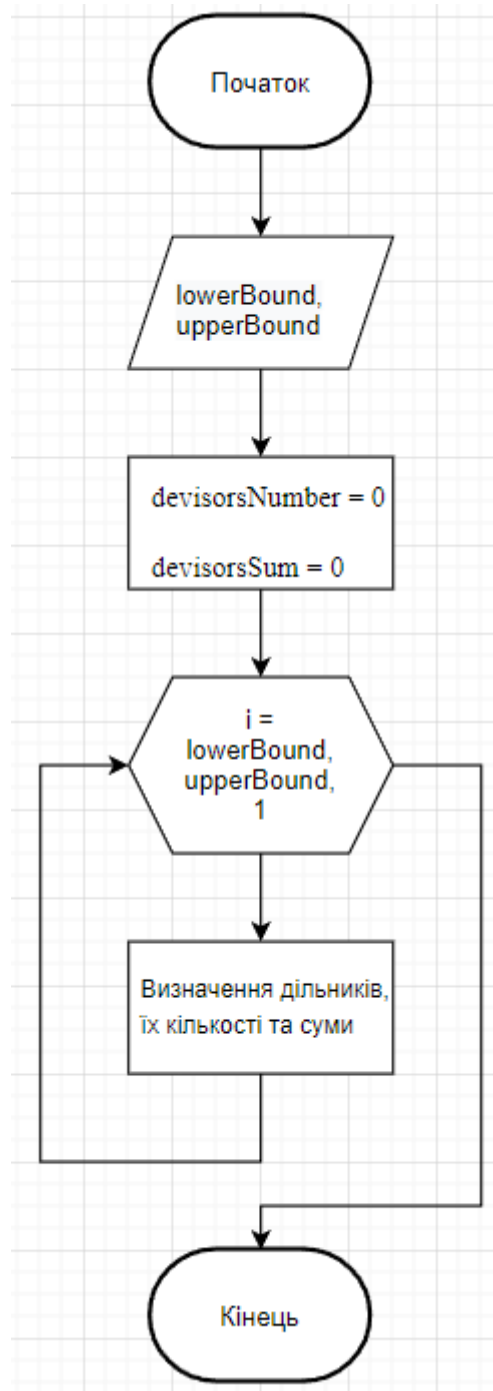 Початок
lowerBound,
upperBound
devisorsNumber = 0
devisorsSum = 0
i =
lowerBound,
upperBound,
1
Визначення дільників,
їх кількості та суми
Кінець